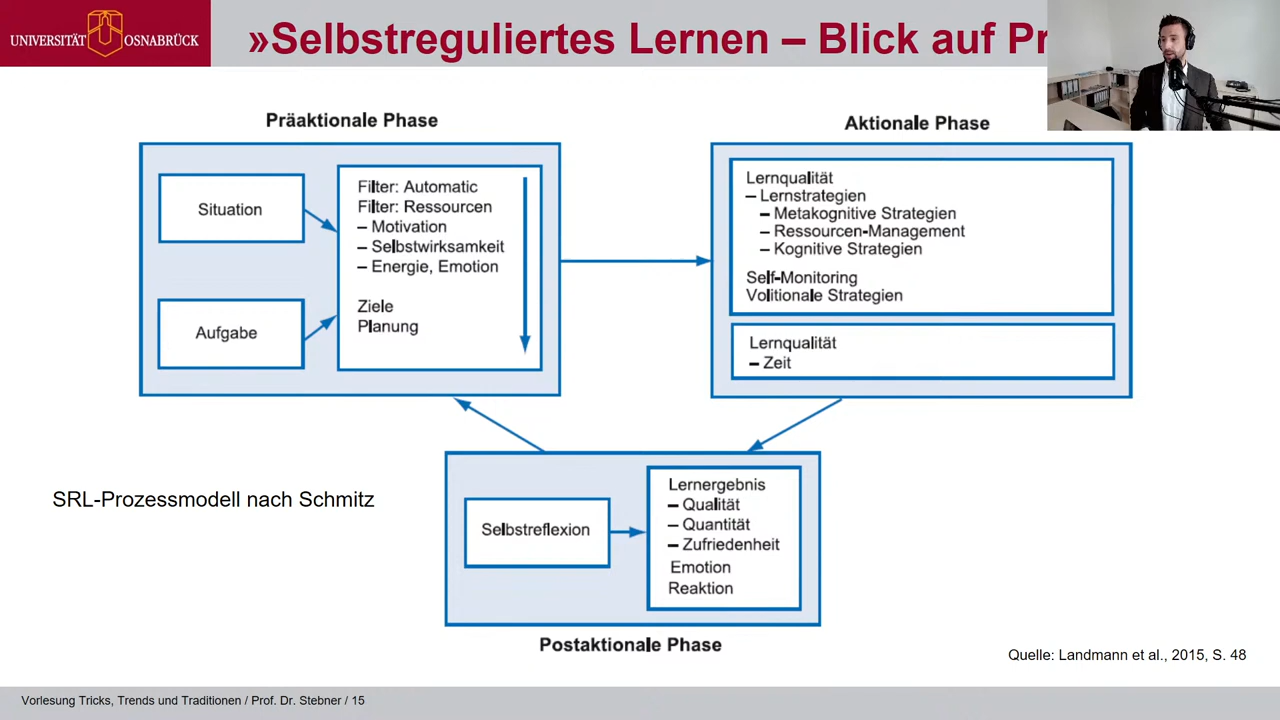 UNIVERSITÄT OSNABRÜCK
»Selbstreguliertes Lernen – Blick auf
Präaktionale Phase
Situation
Aufgabe
Filter: Automatic
Filter: Ressourcen
– Motivation
– Selbstwirksamkeit
– Energie, Emotion
Ziele
Planung
Aktionale Phase
Lernqualität
– Lernstrategien
– Metakognitive Strategien
– Ressourcen-Management
– Kognitive Strategien
Self-Monitoring
Volitionale Strategien
Lernqualität
– Zeit
SRL-Prozessmodell nach Schmitz
Selbstreflexion
Lernergebnis
– Qualität
– Quantität
– Zufriedenheit
Emotion
Reaktion
Postaktionale Phase
Quelle: Landmann et al., 2015, S. 48
Vorlesung Tricks, Trends und Traditionen / Prof. Dr. Stebner / 15